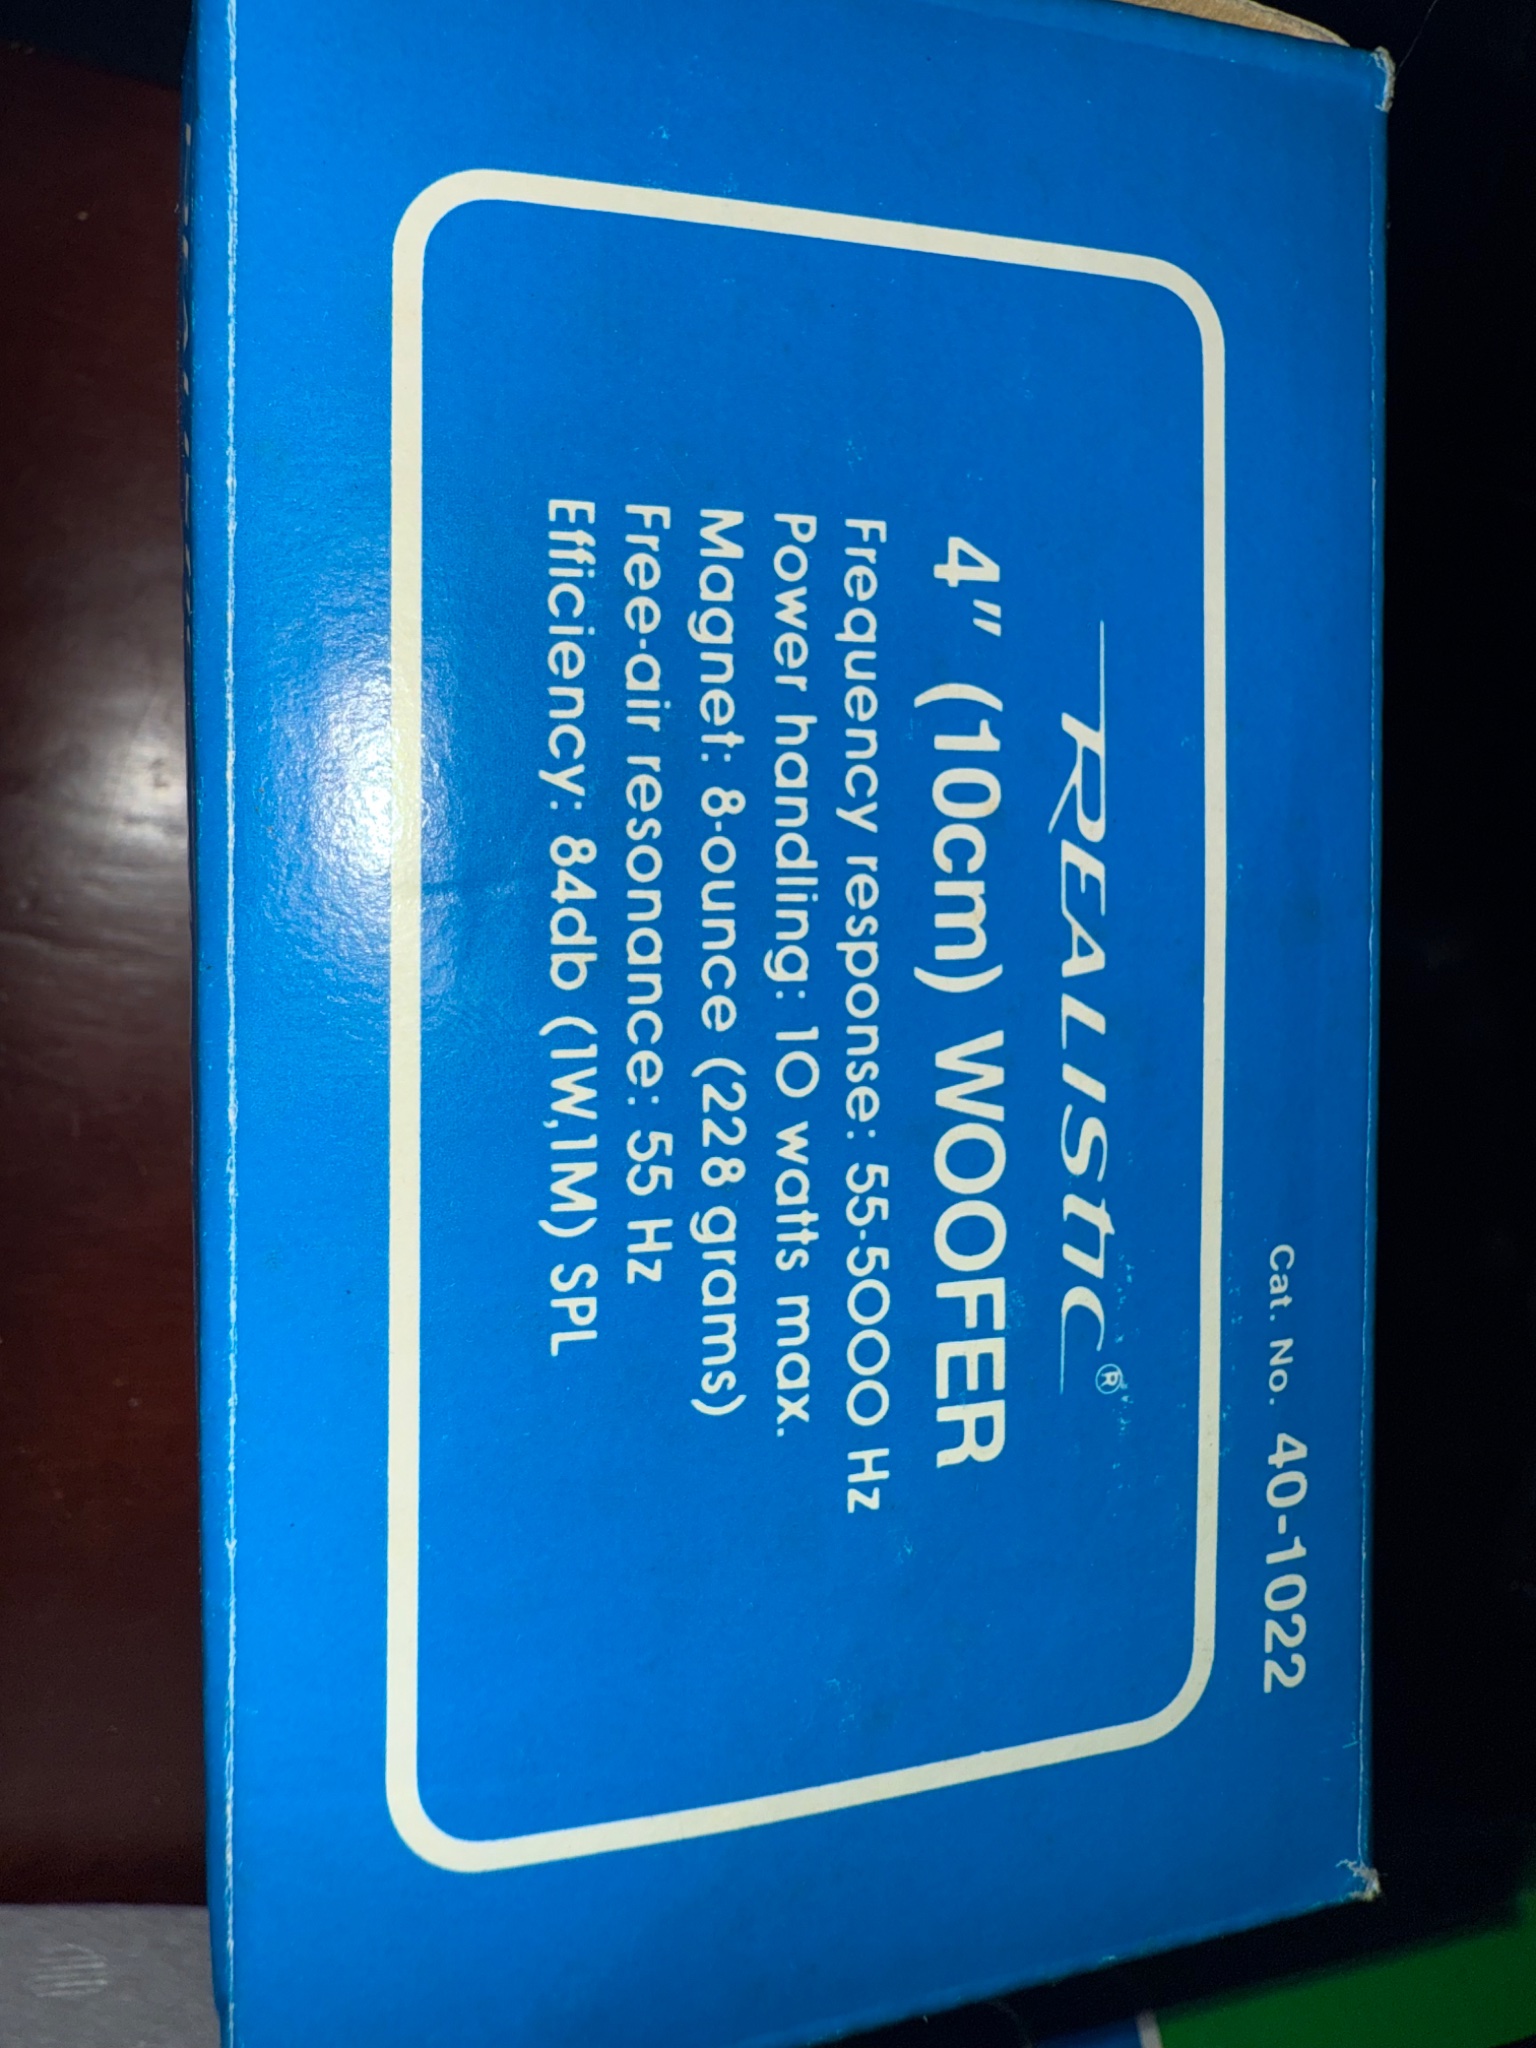 Cat. No. 40-1022
REALISTIC®
4" (10cm) WOOFER
Frequency response: 55-5000 Hz
Power handling: 10 watts max.
Magnet: 8-ounce (228 grams)
Free-air resonance: 55 Hz
Efficiency: 84db (1W,1M) SPL